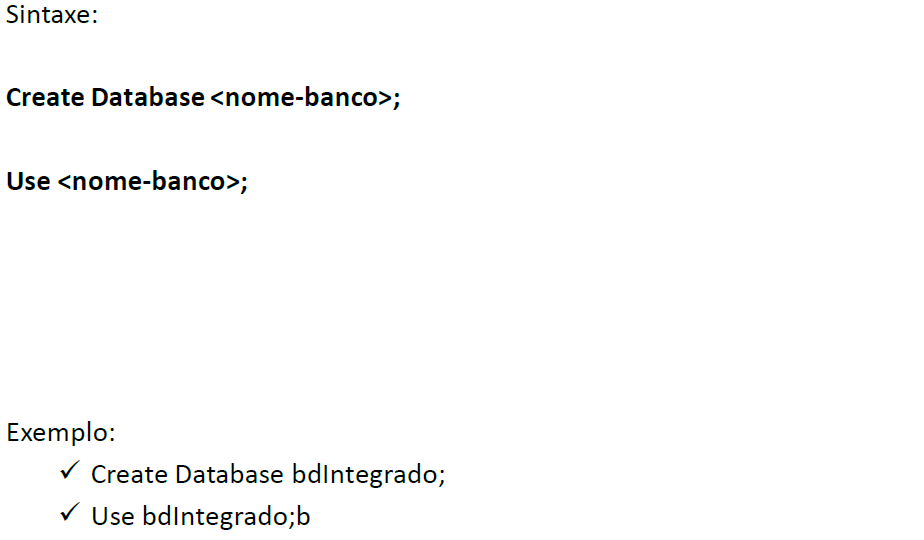 Sintaxe:
Create Database <nome-banco>;
Use <nome-banco>;
Exemplo:
✓ Create Database bdIntegrado;
✓ Use bdIntegrado;b